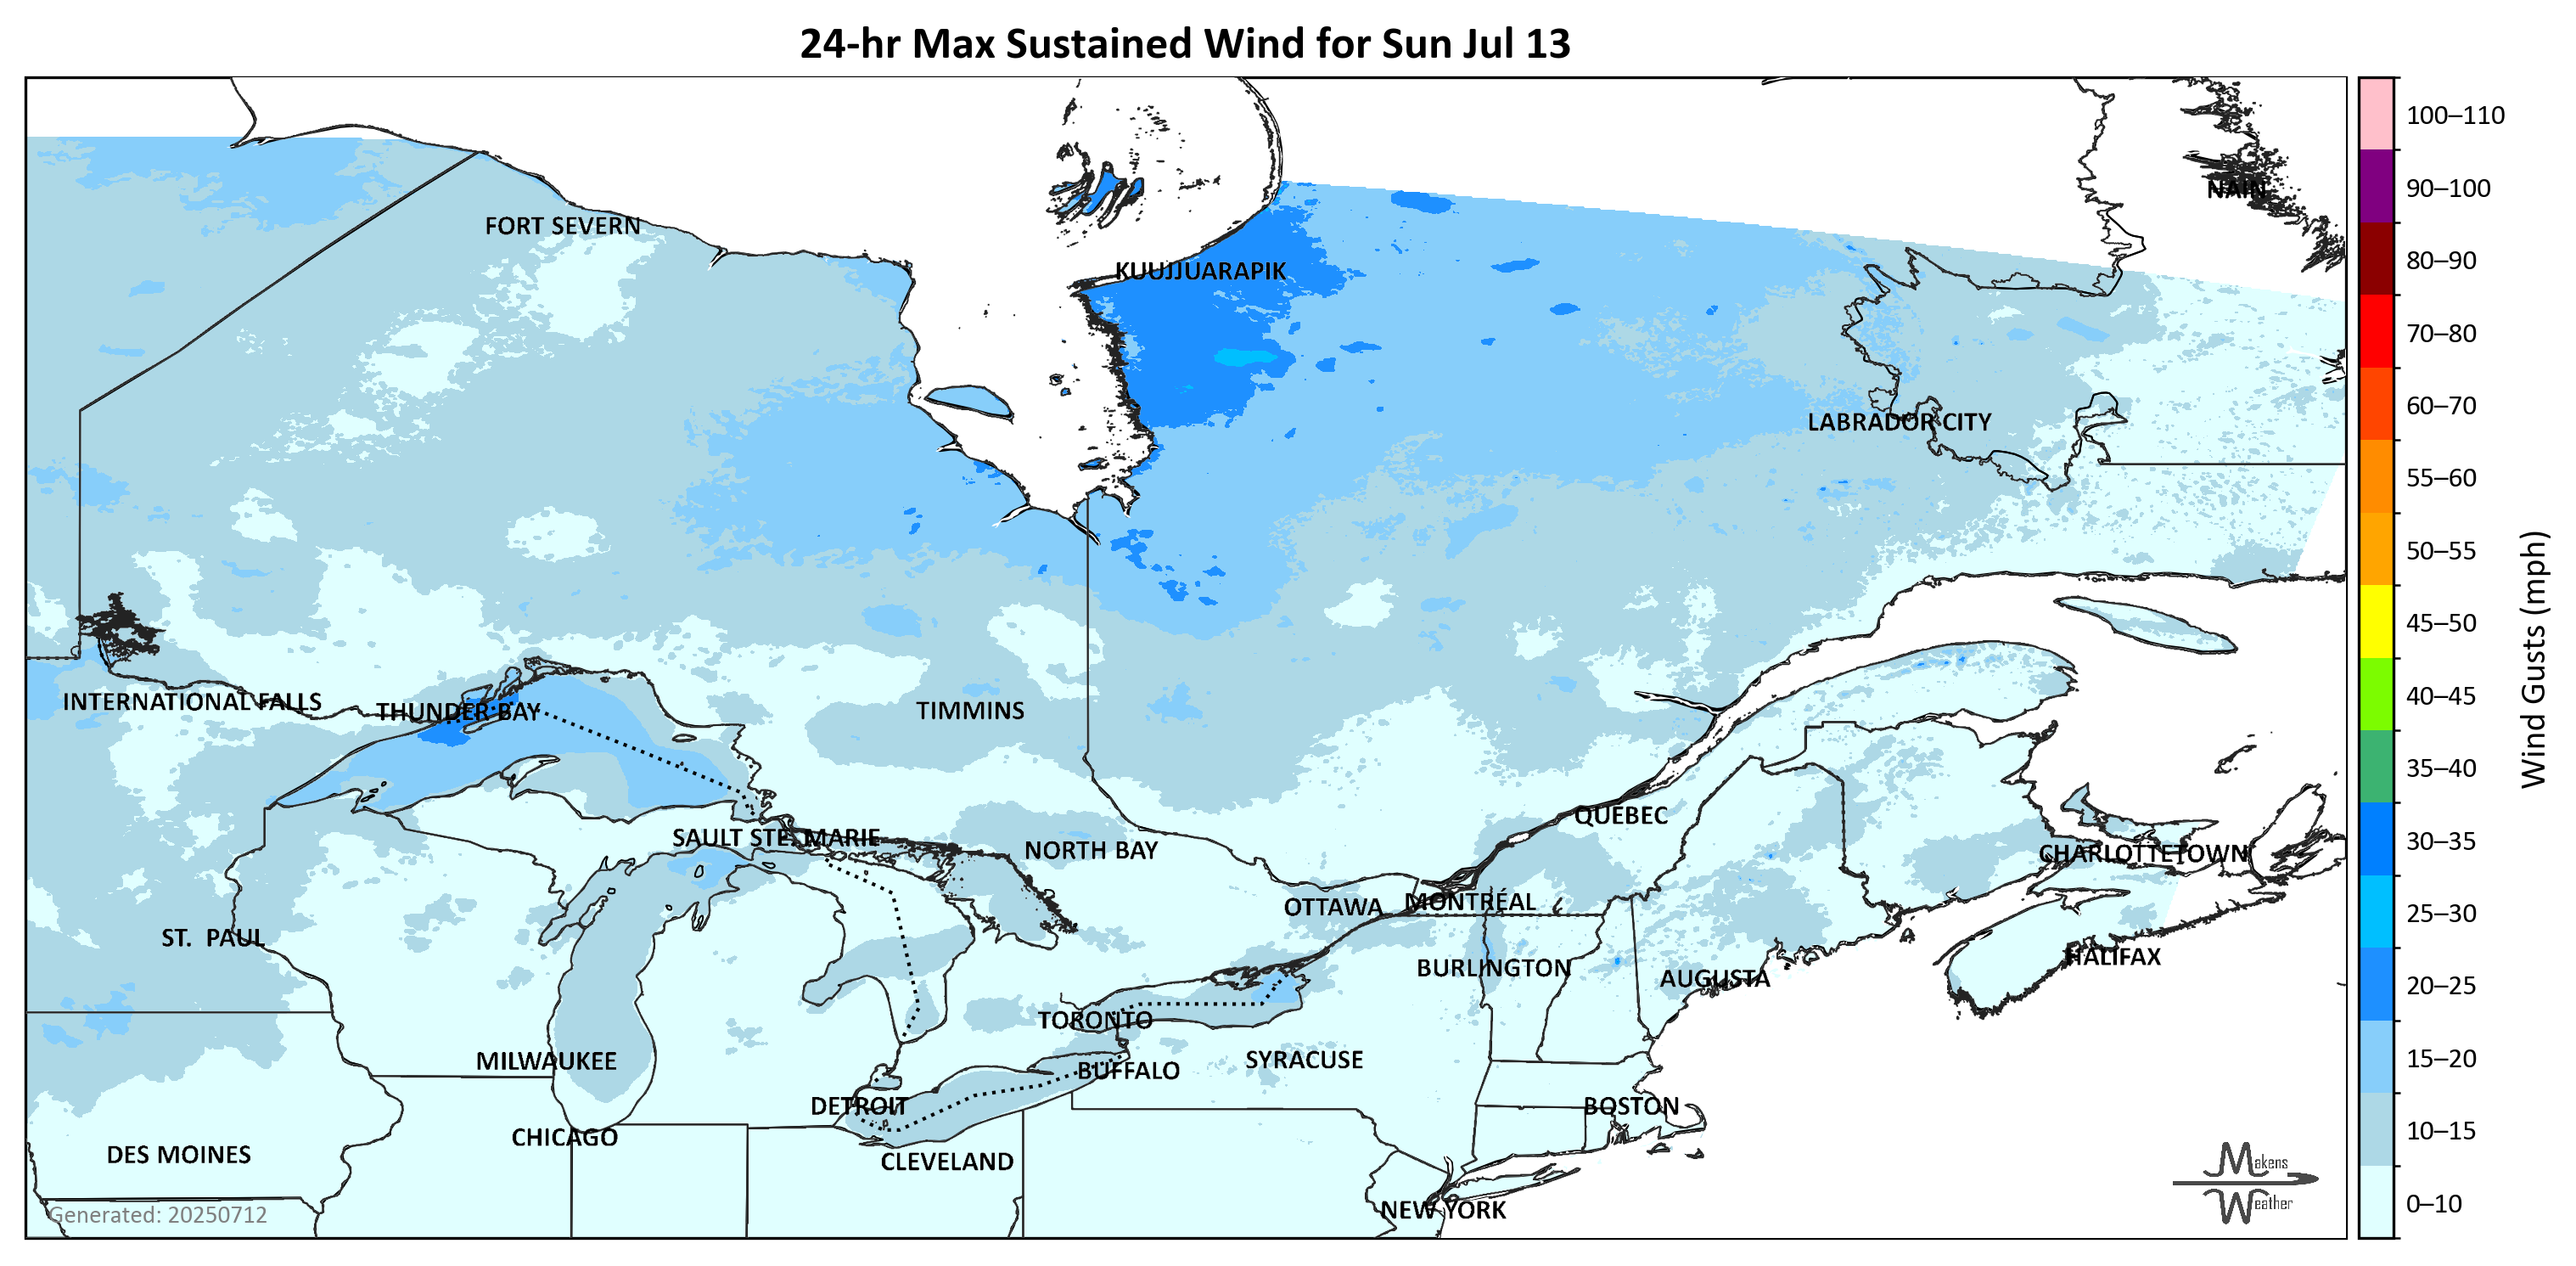 24-hr Max Sustained Wind for Sun Jul 13
100–110
90–100
NAIN
FORT SEVERN
80–90
KUUJJUARAPIK
70–80
60–70
LABRADOR CITY
55–60
50–55
45–50
Wind Gusts (mph)
40–45
INTERNATIONAL FALLS
THUNDER BAY
TIMMINS
35–40
QUEBEC
30–35
SAULT STE. MARIE
NORTH BAY
CHARLOTTETOWN
OTTAWA
MONTRÉAL
25–30
ST. PAUL
HALIFAX
BURLINGTON
AUGUSTA
20–25
TORONTO
MILWAUKEE
SYRACUSE
15–20
BUFFALO
DETROIT
BOSTON
CHICAGO
10–15
DES MOINES
CLEVELAND
Makens
Weather
0–10
NEW YORK
Generated: 20250712